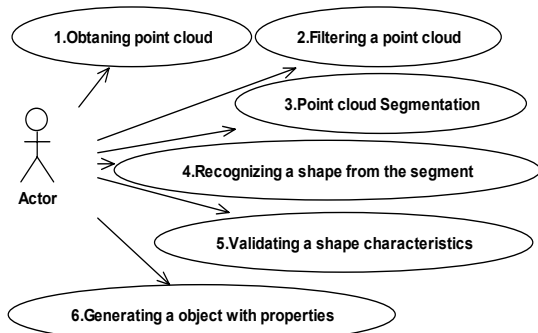 1.Obtaning point cloud
2.Filtering a point cloud
3.Point cloud Segmentation
4.Recognizing a shape from the segment
Actor
5.Validating a shape characteristics
6.Generating a object with properties